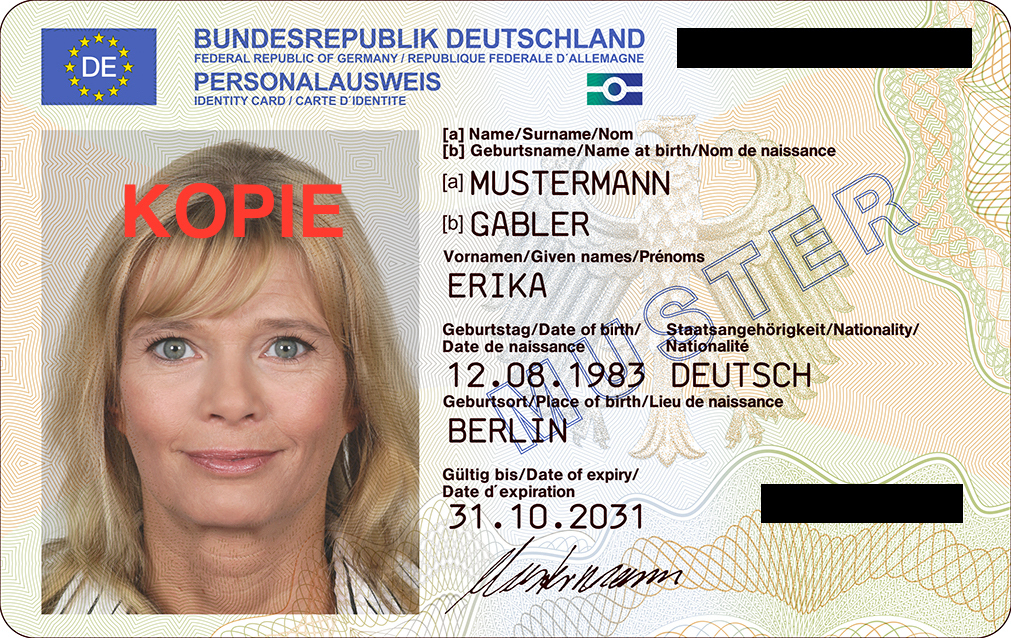 DE
BUNDESREPUBLIK DEUTSCHLAND
FEDERAL REPUBLIC OF GERMANY / REPUBLIQUE FEDERALE D´ALLEMAGNE
PERSONALAUSWEIS
IDENTITY CARD / CARTE D´IDENTITE
KOPIE
[a] Name/Surname/Nom
[b] Geburtsname/Name at birth/Nom de naissance
[a] MUSTERMANN
[b] GABLER
Vornamen/Given names/Prénoms
ERIKA
Geburtstag/Date of birth/ Staatsangehörigkeit/Nationality/
Date de naissance Nationalité
12.08.1983 DEUTSCH
Geburtsort/Place of birth/Lieu de naissance
BERLIN
MUSTER
Gültig bis/Date of expiry/
Date d´expiration
31.10.2031
Mustermann